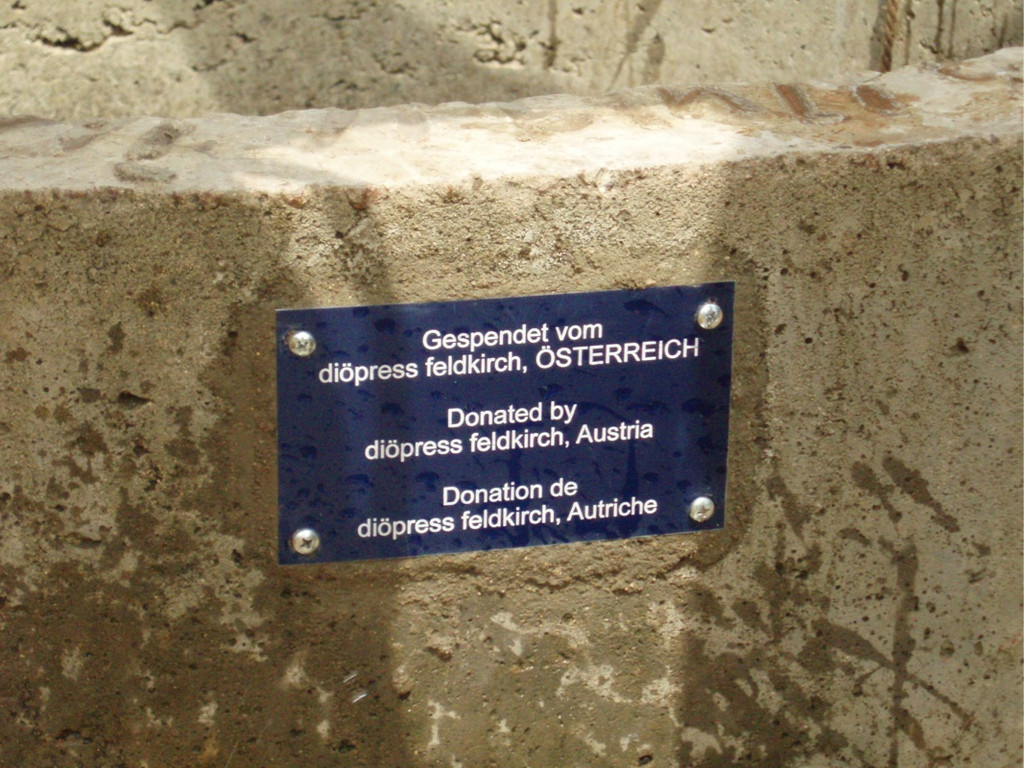 Gespendet vom
diöpress feldkirch, ÖSTERREICH
Donated by
diöpress feldkirch, Austria
Donation de
diöpress feldkirch, Autriche